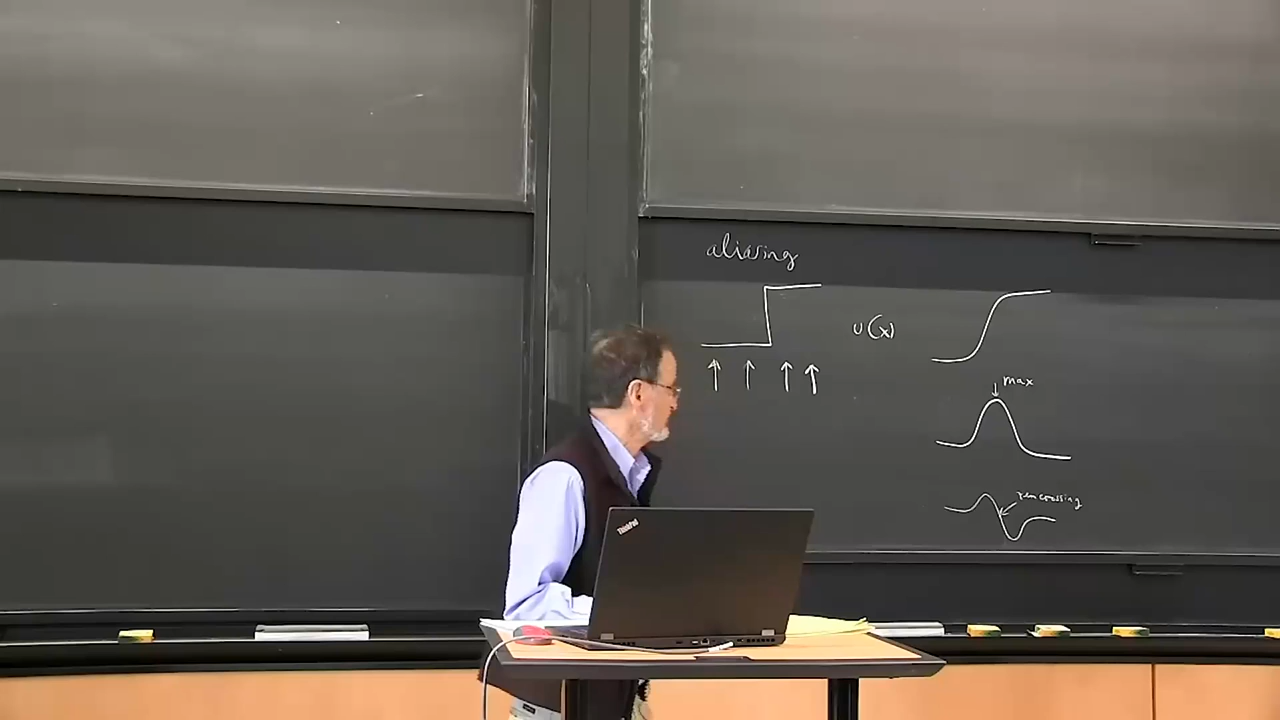 aliasing
u(x)
max
zero crossing
ThinkPad